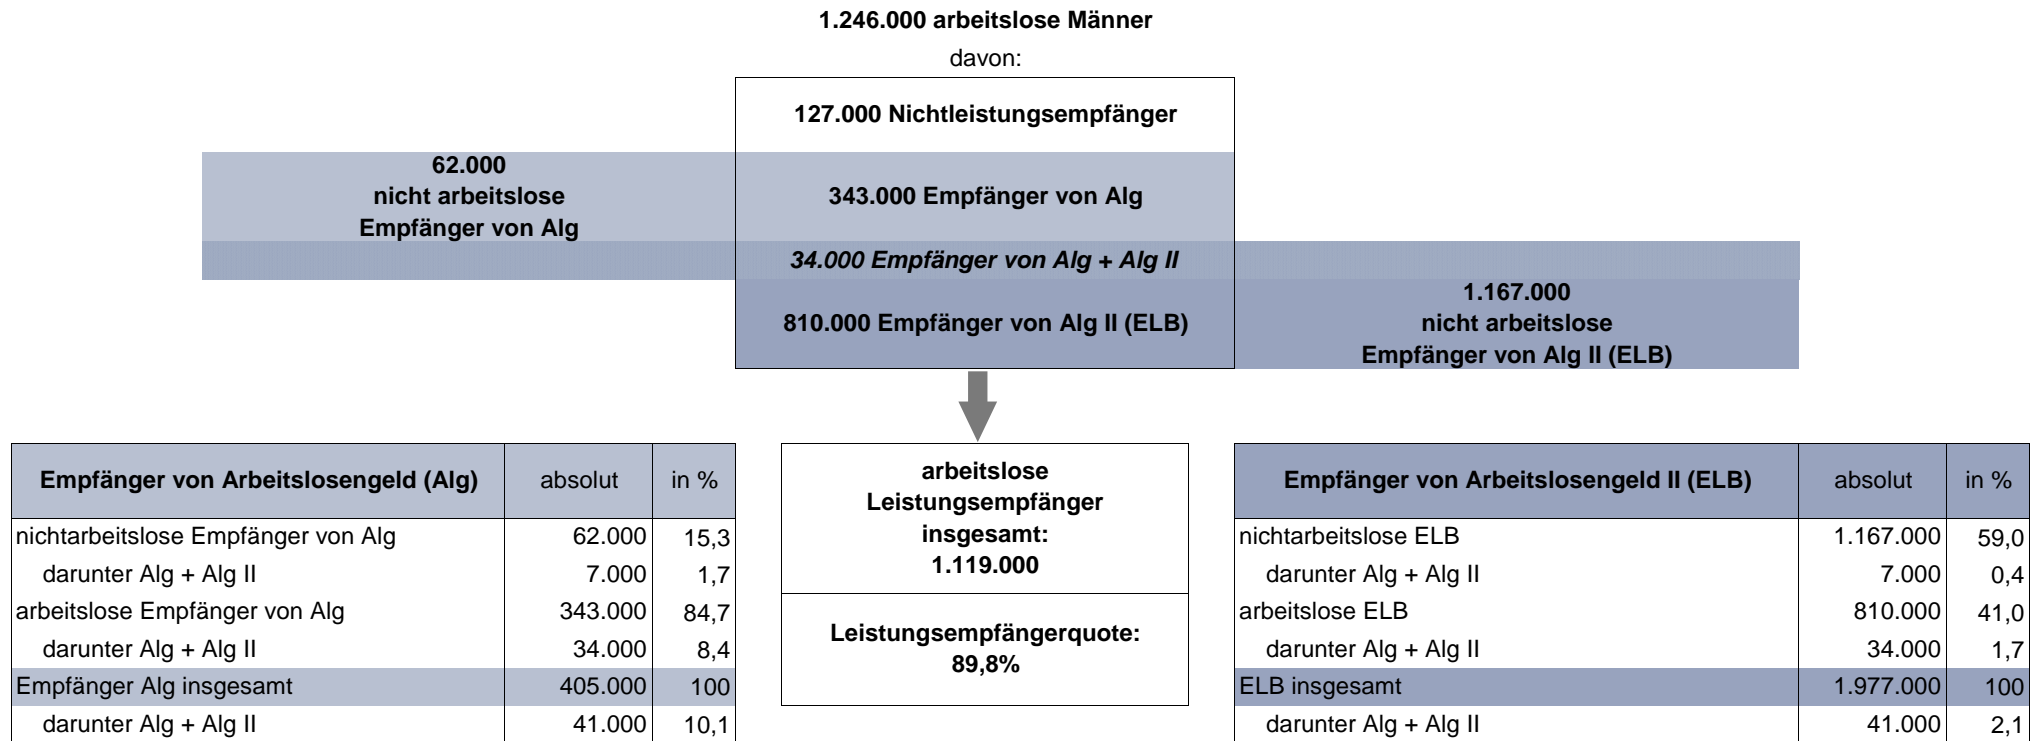 1.246.000 arbeitslose Männer
davon:
127.000 Nichtleistungsempfänger
62.000
nicht arbeitslose
Empfänger von Alg
343.000 Empfänger von Alg
34.000 Empfänger von Alg + Alg II
810.000 Empfänger von Alg II (ELB)
1.167.000
nicht arbeitslose
Empfänger von Alg II (ELB)
Empfänger von Arbeitslosengeld (Alg) absolut in %
nichtarbeitslose Empfänger von Alg 62.000 15,3
darunter Alg + Alg II 7.000 1,7
arbeitslose Empfänger von Alg 343.000 84,7
darunter Alg + Alg II 34.000 8,4
Empfänger Alg insgesamt 405.000 100
darunter Alg + Alg II 41.000 10,1
arbeitslose
Leistungsempfänger
insgesamt:
1.119.000
Leistungsempfängerquote:
89,8%
Empfänger von Arbeitslosengeld II (ELB) absolut in %
nichtarbeitslose ELB 1.167.000 59,0
darunter Alg + Alg II 7.000 0,4
arbeitslose ELB 810.000 41,0
darunter Alg + Alg II 34.000 1,7
ELB insgesamt 1.977.000 100
darunter Alg + Alg II 41.000 2,1